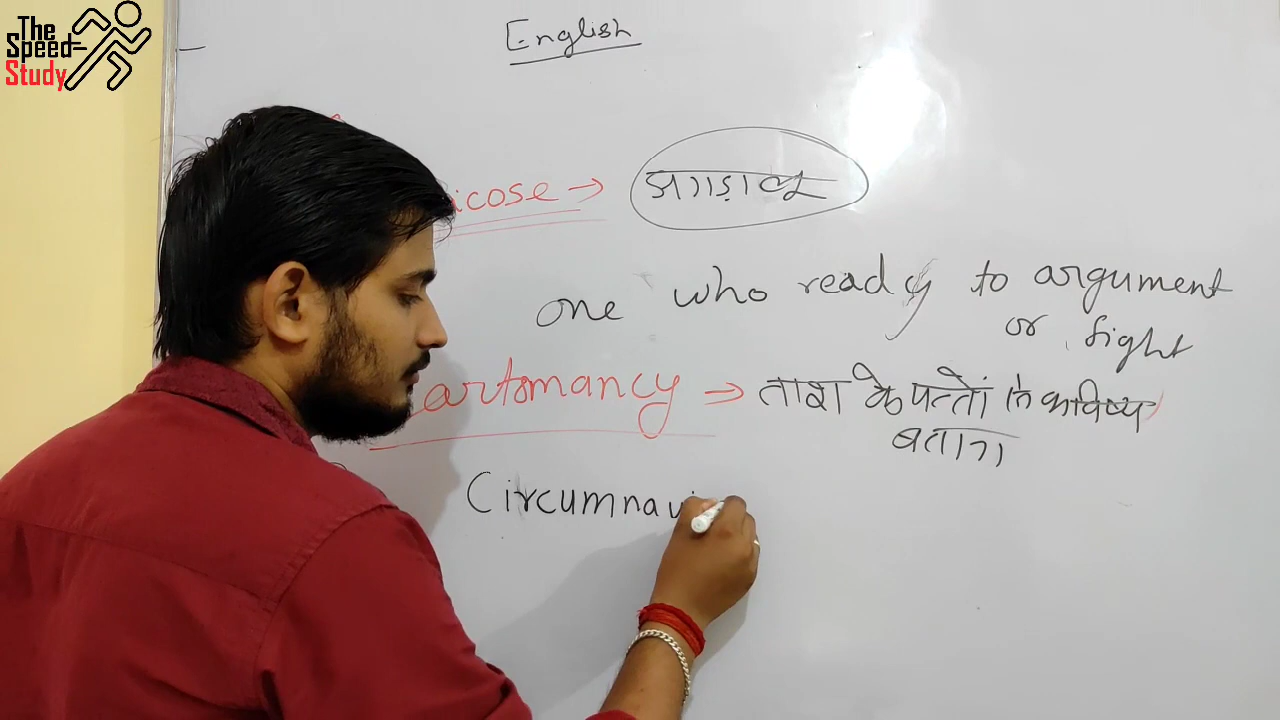 The
Speed
Study
English
icose → झगड़ालू
one who ready to argument
or fight
artomancy → ताश के पत्तों से भविष्य
बताना
Circumnavi